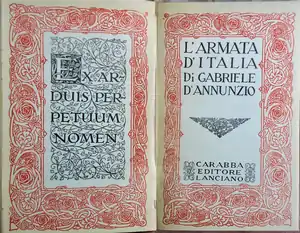 EX AR-
DUIS PER-
PETUUM
NOMEN
L'ARMATA
D'ITALIA
Di GABRIELE
D'ANNUNZIO
CARABBA
EDITORE
LANCIANO